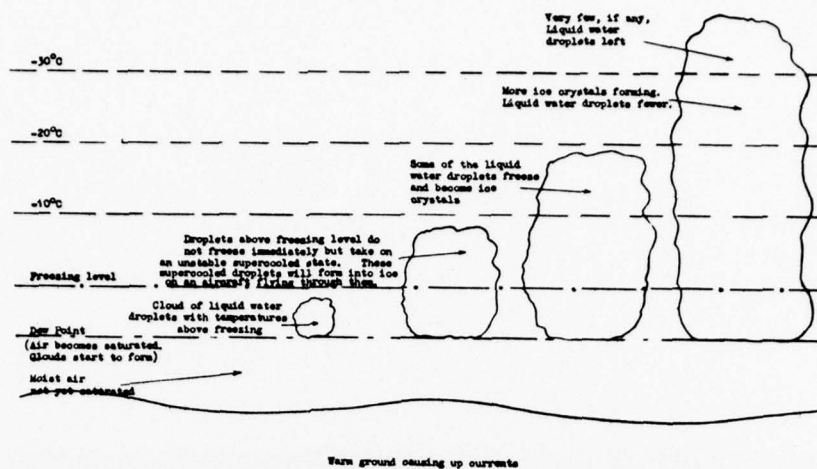 Very few, if any,
Liquid water
droplets left
-30°C
More ice crystals forming.
Liquid water droplets fewer.
-20°C
Some of the liquid
water droplets freeze
and become ice
crystals
-10°C
Droplets above freezing level do
not freeze immediately but take on
an unstable supercooled state. These
supercooled droplets will form into ice
on an aircraft flying through them.
Freezing level
Cloud of liquid water
droplets with temperatures
above freezing
Dew Point
(Air becomes saturated.
Clouds start to form)
Moist air
not yet saturated
Warm ground causing up currents